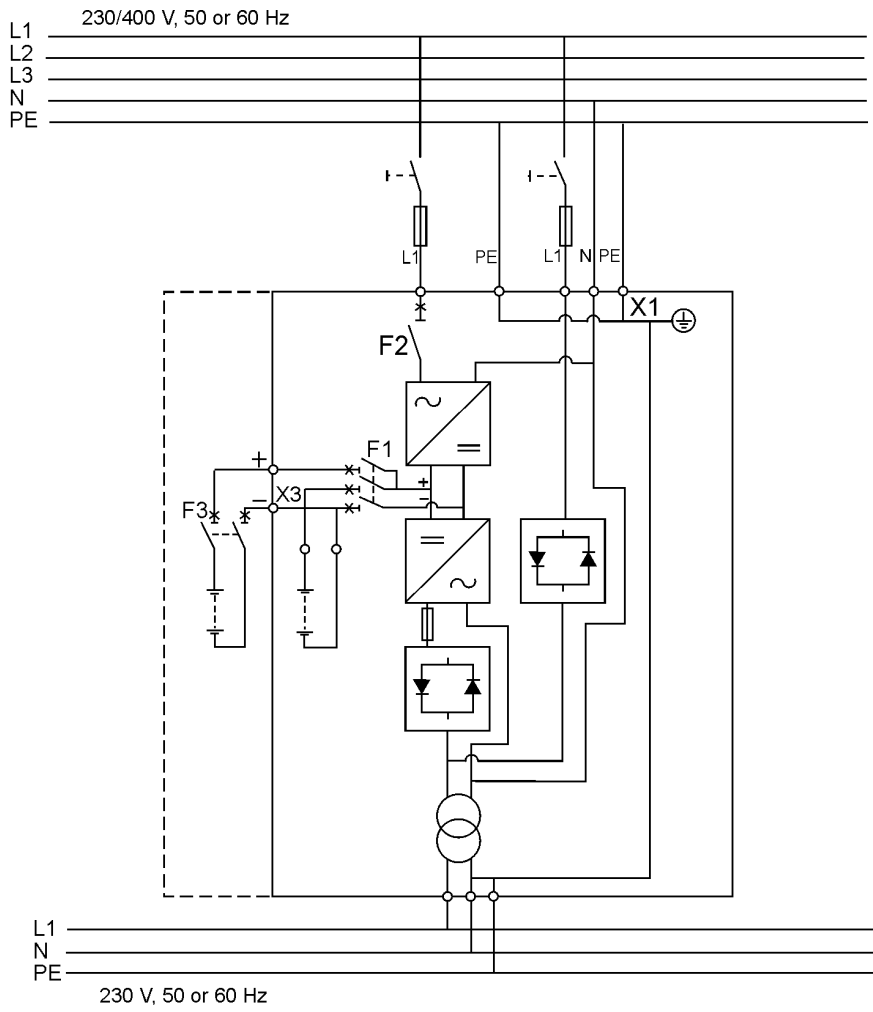 230/400 V, 50 or 60 Hz
L1
L2
L3
N
PE
L1
PE
L1
N
PE
X1
F2
F1
+
+
X3
−
−
F3
L1
N
PE
230 V, 50 or 60 Hz